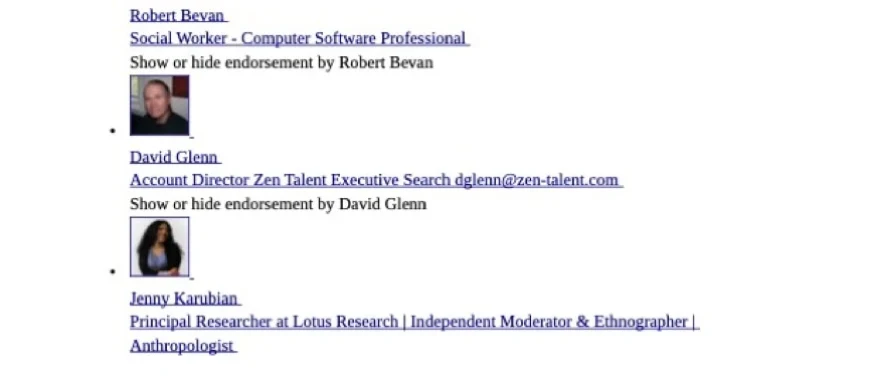 Robert Bevan
Social Worker - Computer Software Professional
Show or hide endorsement by Robert Bevan
David Glenn
Account Director Zen Talent Executive Search dglenn@zen-talent.com
Show or hide endorsement by David Glenn
Jenny Karubian
Principal Researcher at Lotus Research | Independent Moderator & Ethnographer |
Anthropologist